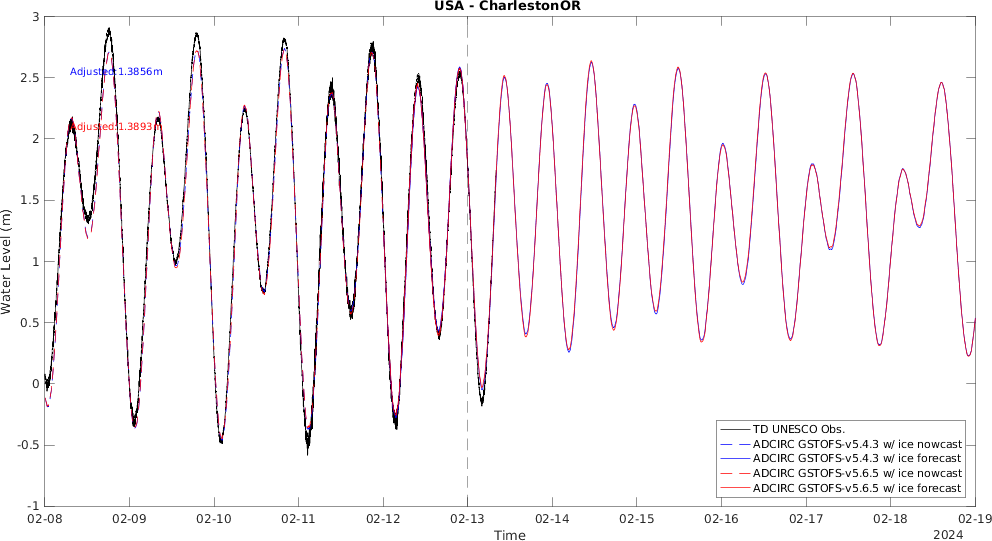 USA - CharlestonOR
3
2.5
2
1.5
1
0.5
0
-0.5
-1
Water Level (m)
Adjusted:1.3856m
Adjusted:1.3893m
TD UNESCO Obs.
ADCIRC GSTOFS-v5.4.3 w/ ice nowcast
ADCIRC GSTOFS-v5.4.3 w/ ice forecast
ADCIRC GSTOFS-v5.6.5 w/ ice nowcast
ADCIRC GSTOFS-v5.6.5 w/ ice forecast
02-08 02-09 02-10 02-11 02-12 02-13 02-14 02-15 02-16 02-17 02-18 02-19
Time
2024